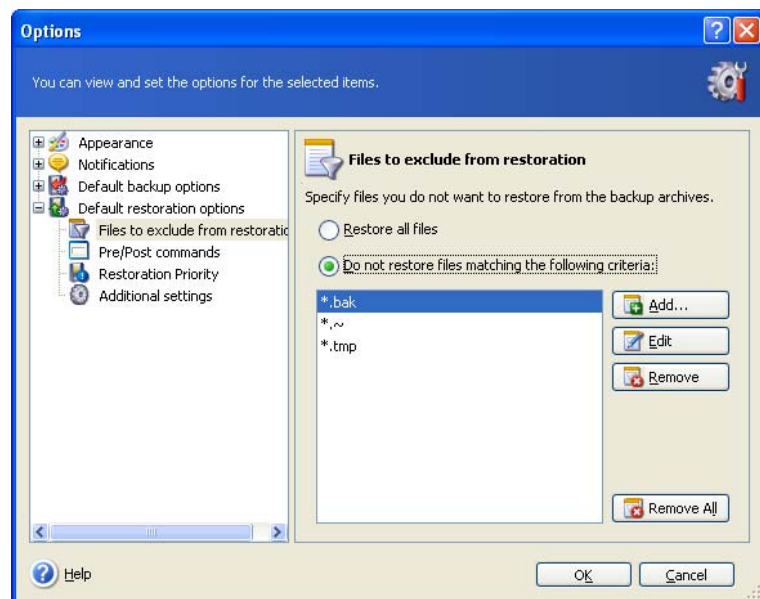 Options
You can view and set the options for the selected items.
Appearance
Notifications
Default backup options
Default restoration options
Files to exclude from restoratic
Pre/Post commands
Restoration Priority
Additional settings
Files to exclude from restoration
Specify files you do not want to restore from the backup archives.
Restore all files
Do not restore files matching the following criteria:
*.bak
*.~
*.tmp
Add...
Edit
Remove
Remove All
Help
OK
Cancel